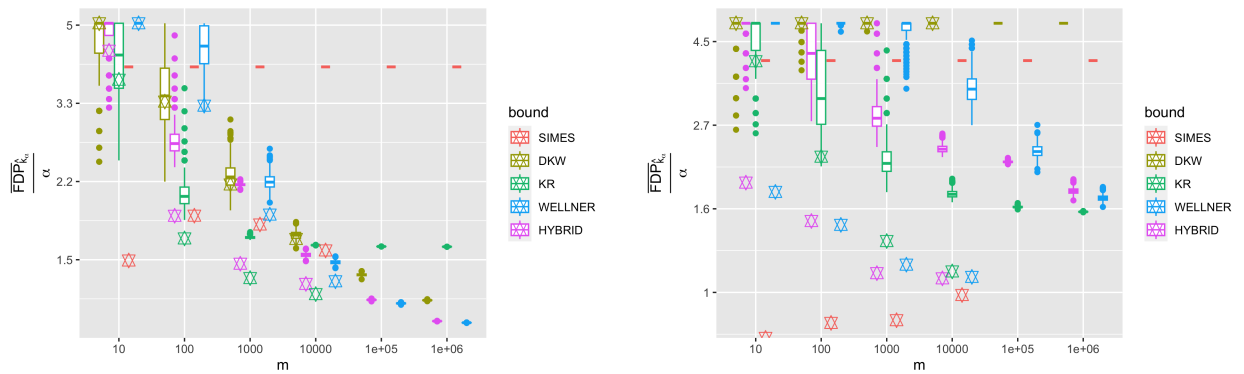 5
3.3
2.2
1.5
FDP k̂α
α
10
100
1000
10000
1e+05
1e+06
m
bound
SIMES
DKW
KR
WELLNER
HYBRID
4.5
2.7
1.6
1
FDP k̂α
α
10
100
1000
10000
1e+05
1e+06
m
bound
SIMES
DKW
KR
WELLNER
HYBRID